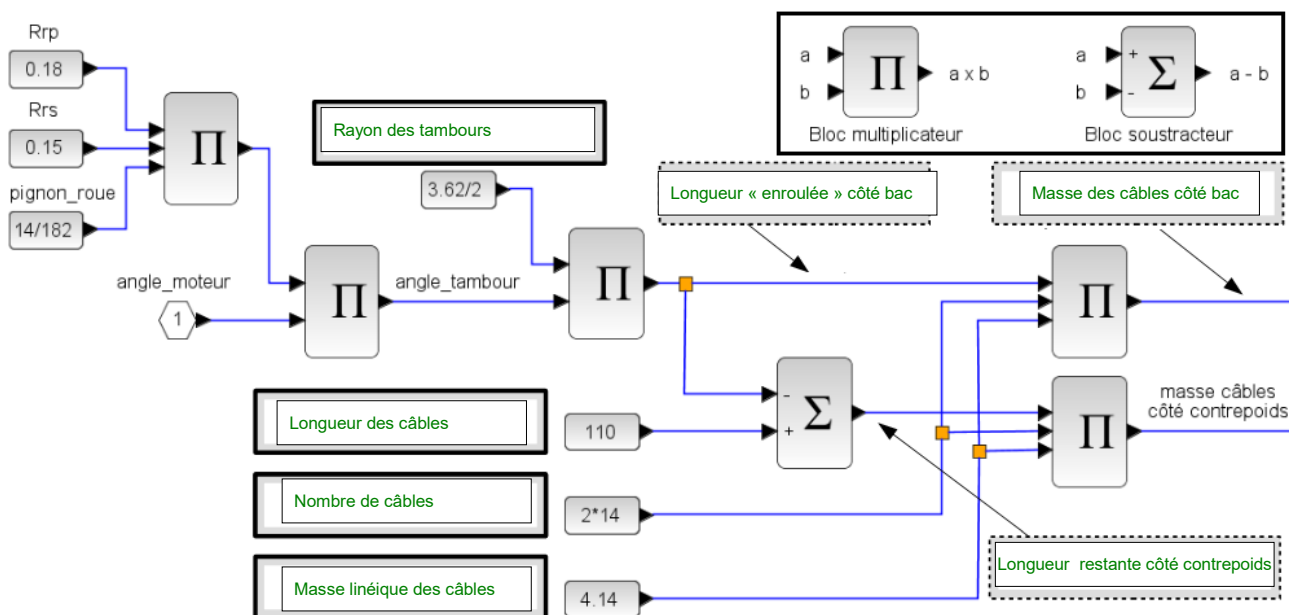 Rrp
0.18
Rrs
0.15
pignon_roue
14/182
Π
angle_moteur
1
Π
angle_tambour
Rayon des tambours
3.62/2
Π
a
b
Π
a x b
Bloc multiplicateur
a
b
+
-
Σ
a - b
Bloc soustracteur
Longueur « enroulée » côté bac
Masse des câbles côté bac
Π
Longueur des câbles
110
-
+
Σ
Π
masse câbles
côté contrepoids
Nombre de câbles
2*14
Longueur restante côté contrepoids
Masse linéique des câbles
4.14